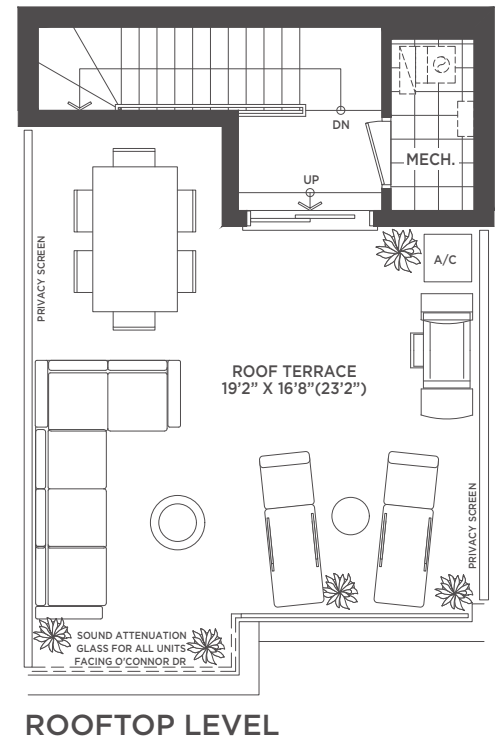 DN
MECH.
UP
A/C
PRIVACY SCREEN
ROOF TERRACE
19'2" X 16'8"(23'2")
PRIVACY SCREEN
SOUND ATTENUATION
GLASS FOR ALL UNITS
FACING O'CONNOR DR
ROOFTOP LEVEL